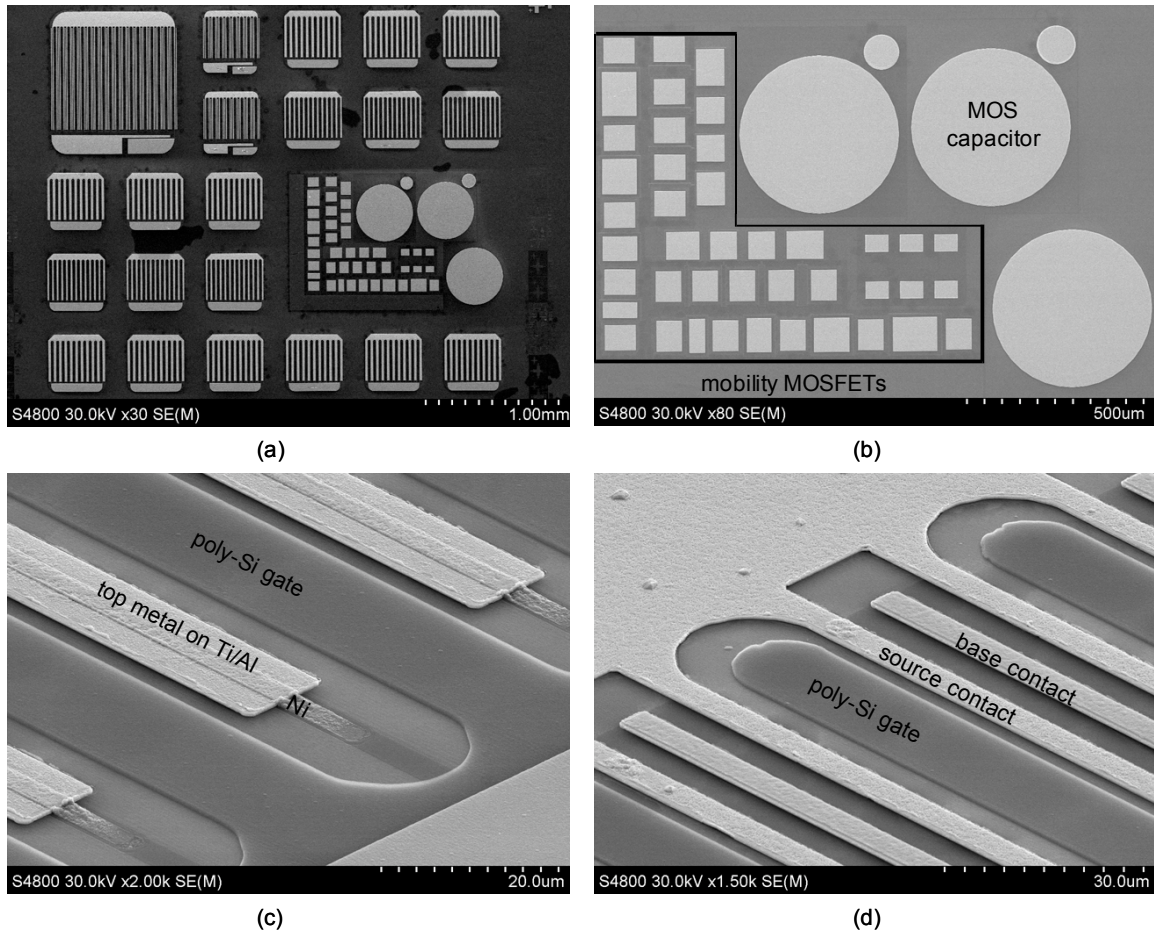 MOS
capacitor
mobility MOSFETs
S4800 30.0kV x30 SE(M)
1.00mm
S4800 30.0kV x80 SE(M)
500um
(a)
(b)
poly-Si gate
top metal on Ti/Al
Ni
base contact
source contact
poly-Si gate
S4800 30.0kV x2.00k SE(M)
20.0um
S4800 30.0kV x1.50k SE(M)
30.0um
(c)
(d)